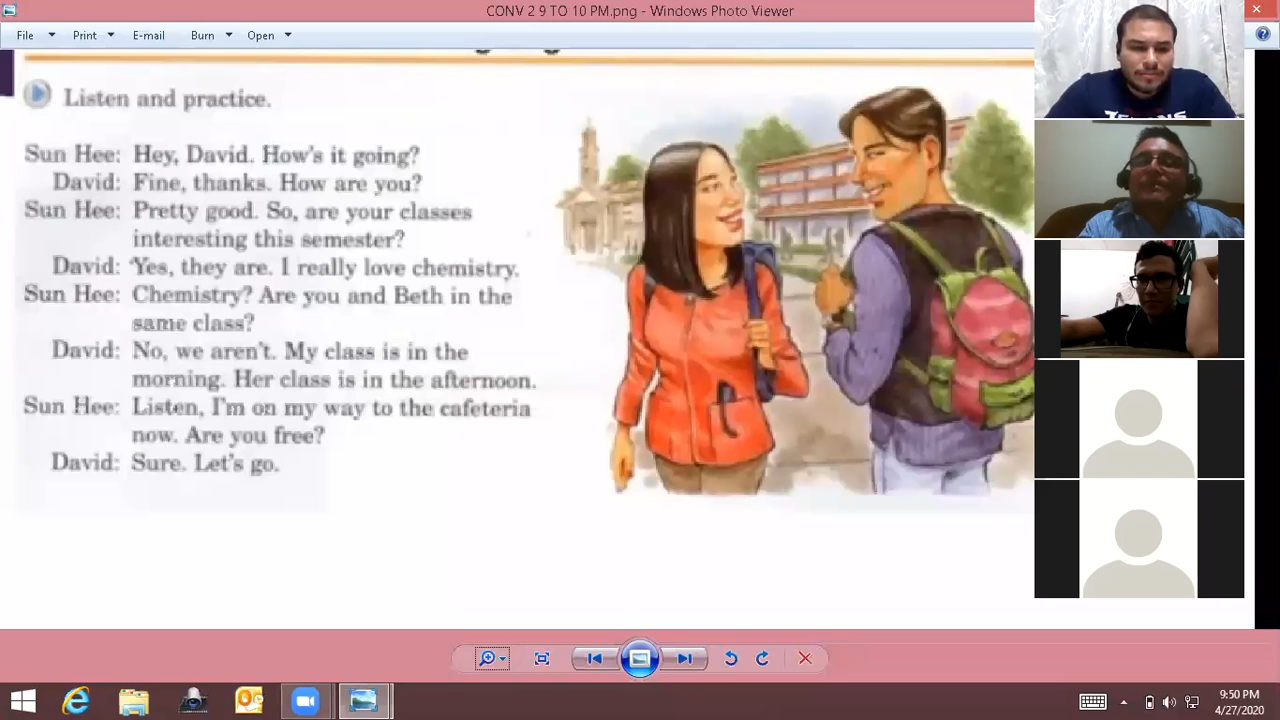 CONV 2 9 TO 10 PM.png - Windows Photo Viewer
File Print E-mail Burn Open
Listen and practice.
Sun Hee: Hey, David. How's it going?
David: Fine, thanks. How are you?
Sun Hee: Pretty good. So, are your classes
interesting this semester?
David: Yes, they are. I really love chemistry.
Sun Hee: Chemistry? Are you and Beth in the
same class?
David: No, we aren't. My class is in the
morning. Her class is in the afternoon.
Sun Hee: Listen, I'm on my way to the cafeteria
now. Are you free?
David: Sure. Let's go.
9:50 PM
4/27/2020